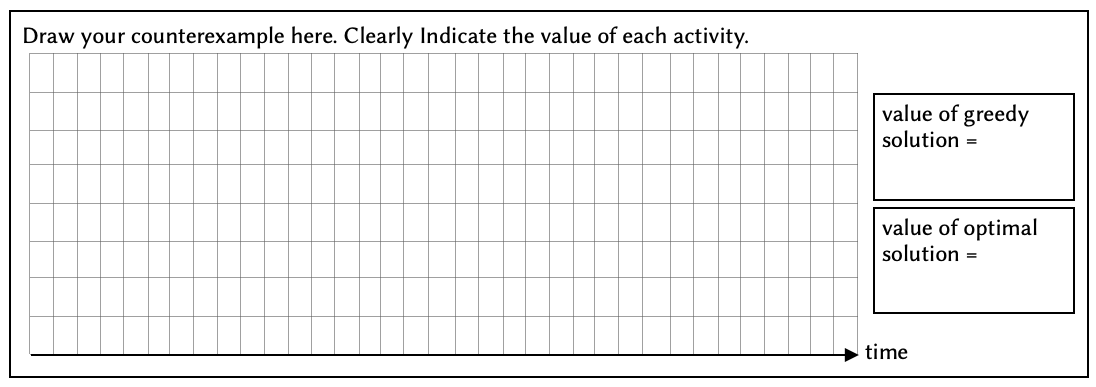 Draw your counterexample here. Clearly Indicate the value of each activity.
value of greedy
solution =
value of optimal
solution =
time